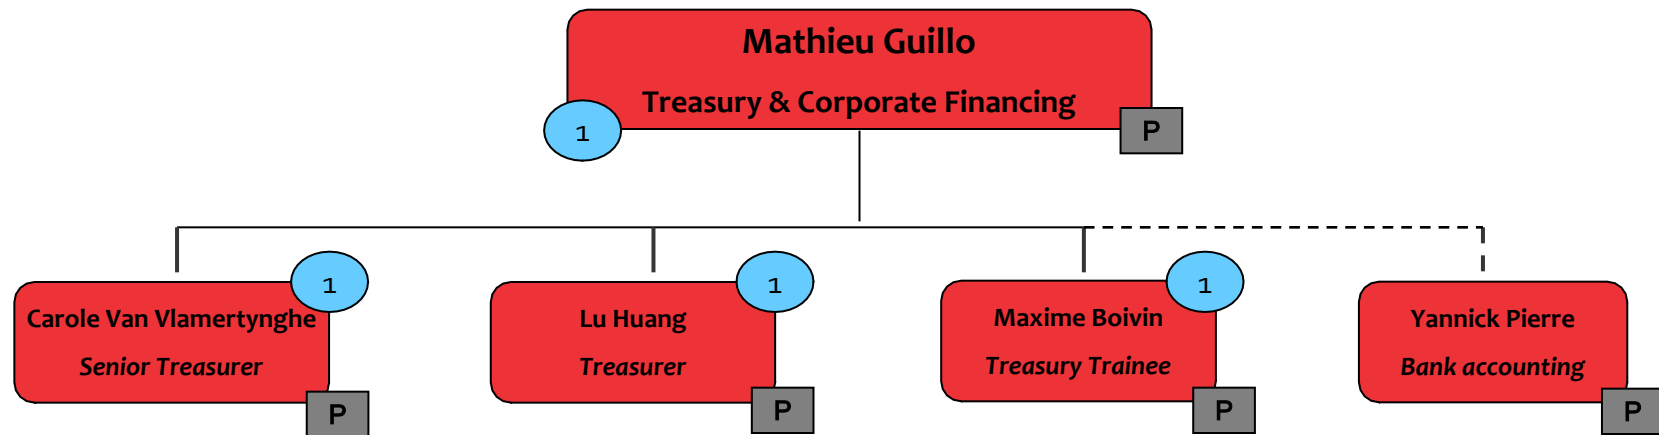 Mathieu Guillo
Treasury & Corporate Financing
1
P
1
1
1
Carole Van Vlamertynghe
Senior Treasurer
P
Lu Huang
Treasurer
P
Maxime Boivin
Treasury Trainee
P
Yannick Pierre
Bank accounting
P